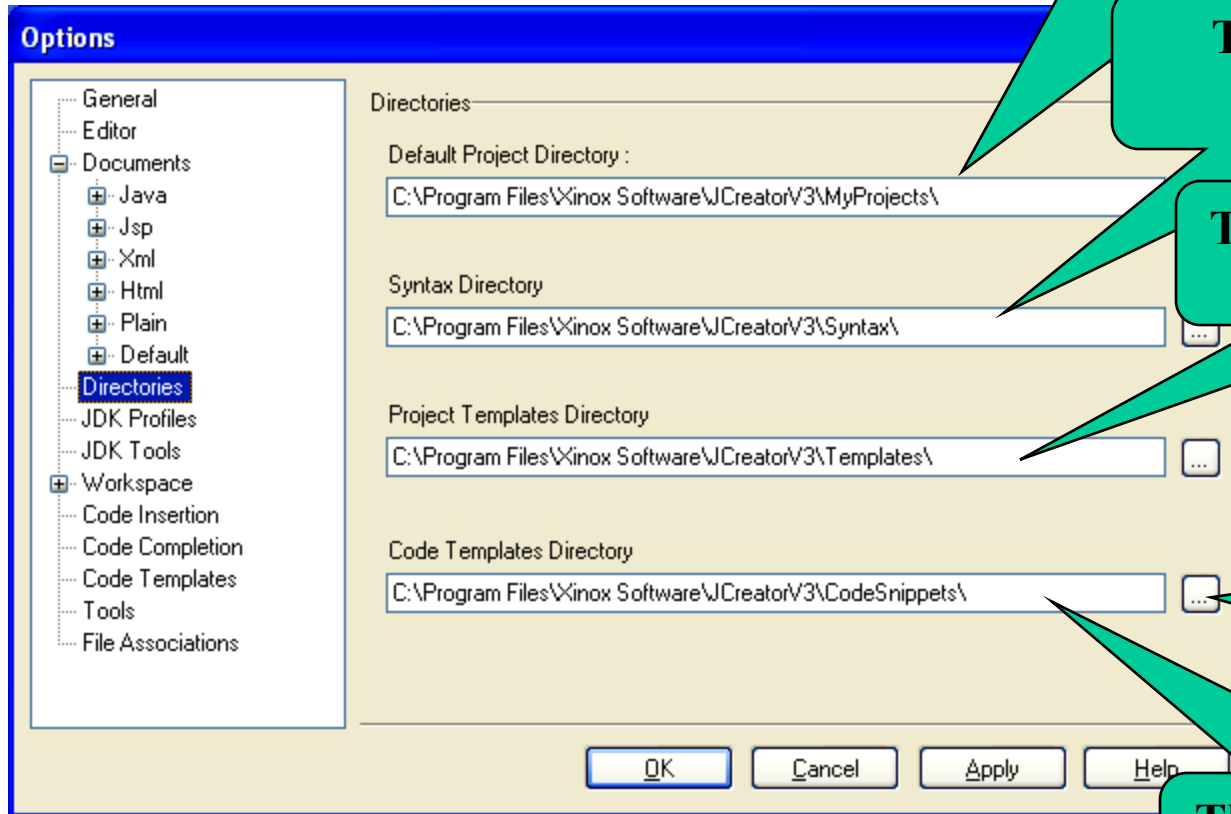 Options
General
Editor
Documents
Java
Jsp
Xml
Html
Plain
Default
Directories
JDK Profiles
JDK Tools
Workspace
Code Insertion
Code Completion
Code Templates
Tools
File Associations
Directories
Default Project Directory :
C:\Program Files\Xinox Software\JCreatorV3\MyProjects\
Syntax Directory
C:\Program Files\Xinox Software\JCreatorV3\Syntax\
...
Project Templates Directory
C:\Program Files\Xinox Software\JCreatorV3\Templates\
...
Code Templates Directory
C:\Program Files\Xinox Software\JCreatorV3\CodeSnippets\
...
OK Cancel Apply Help